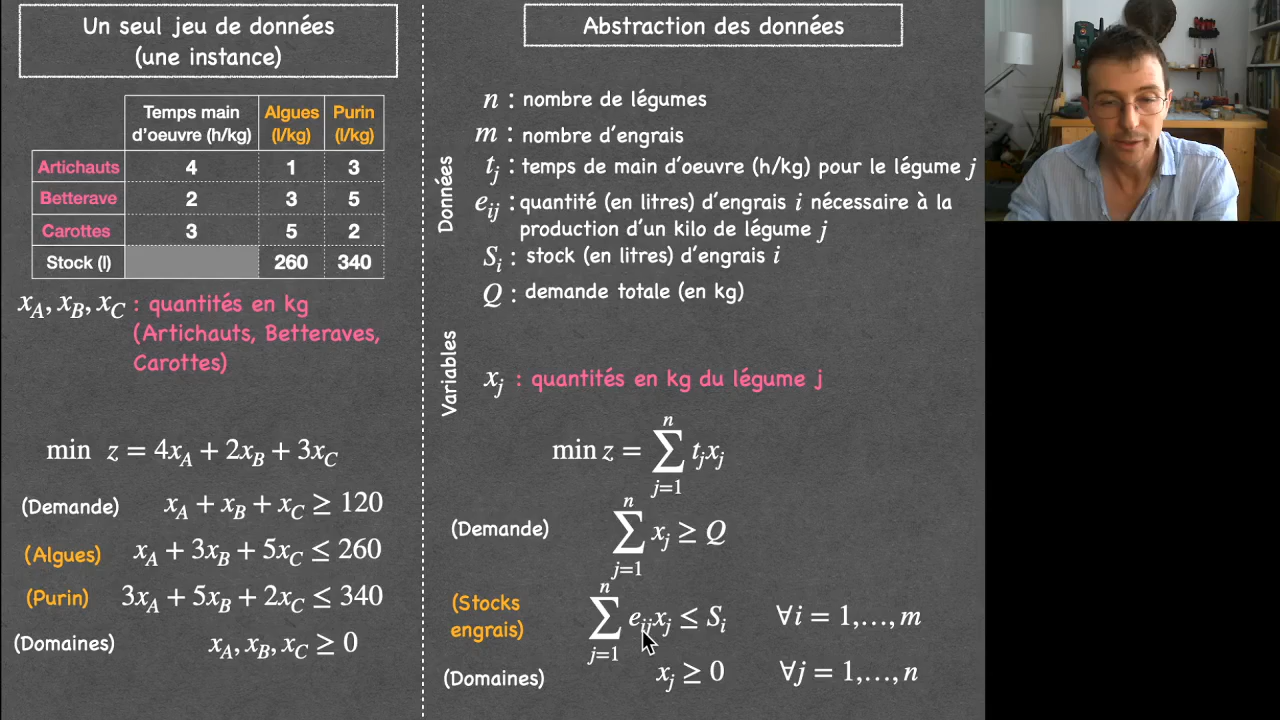 Un seul jeu de données
(une instance)
Temps main d'oeuvre (h/kg) Algues (l/kg) Purin (l/kg)
Artichauts 4 1 3
Betterave 2 3 5
Carottes 3 5 2
Stock (l) 260 340
x_A, x_B, x_C : quantités en kg
(Artichauts, Betteraves,
Carottes)
min z = 4x_A + 2x_B + 3x_C
(Demande) x_A + x_B + x_C ≥ 120
(Algues) x_A + 3x_B + 5x_C ≤ 260
(Purin) 3x_A + 5x_B + 2x_C ≤ 340
(Domaines) x_A, x_B, x_C ≥ 0
Abstraction des données
Données
n : nombre de légumes
m : nombre d'engrais
t_j : temps de main d'oeuvre (h/kg) pour le légume j
e_ij : quantité (en litres) d'engrais i nécessaire à la
production d'un kilo de légume j
S_i : stock (en litres) d'engrais i
Q : demande totale (en kg)
Variables
x_j : quantités en kg du légume j
min z = ∑_{j=1}^{n} t_j x_j
(Demande) ∑_{j=1}^{n} x_j ≥ Q
(Stocks engrais) ∑_{j=1}^{n} e_ij x_j ≤ S_i ∀i = 1,…,m
(Domaines) x_j ≥ 0 ∀j = 1,…,n